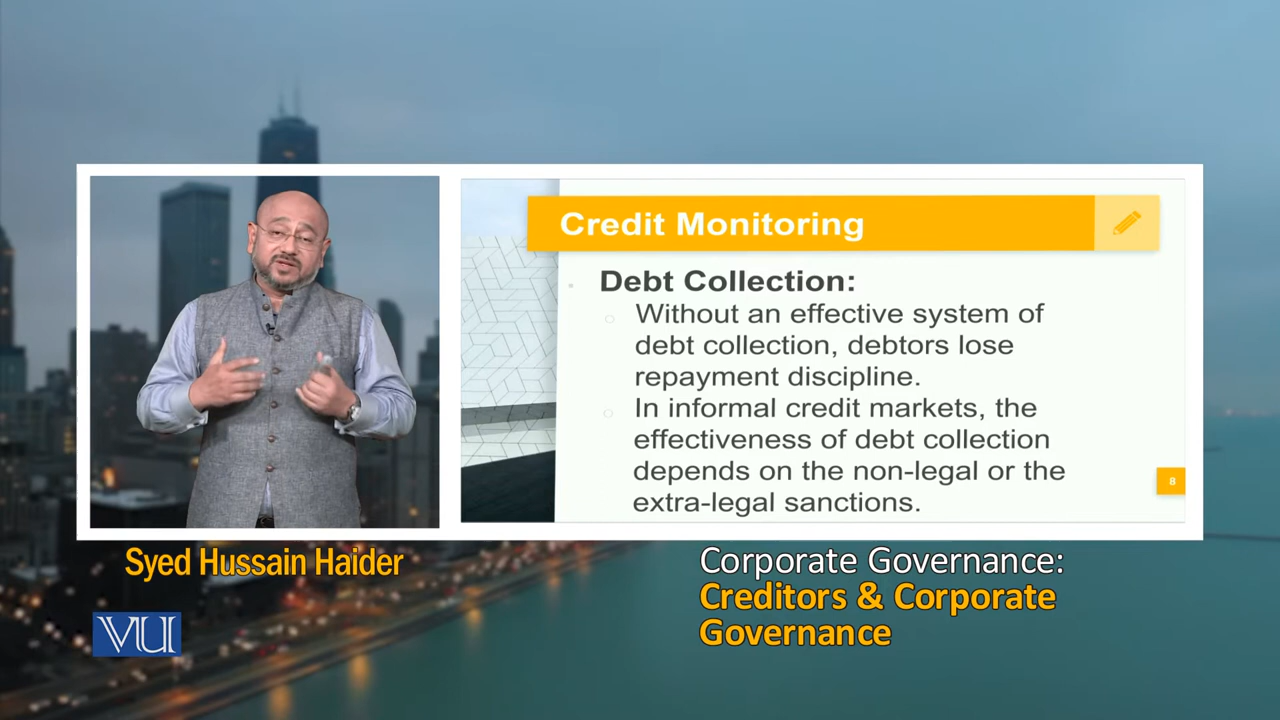 Credit Monitoring
Debt Collection:
Without an effective system of
debt collection, debtors lose
repayment discipline.
In informal credit markets, the
effectiveness of debt collection
depends on the non-legal or the
extra-legal sanctions.
8
Syed Hussain Haider
VU
Corporate Governance:
Creditors & Corporate
Governance